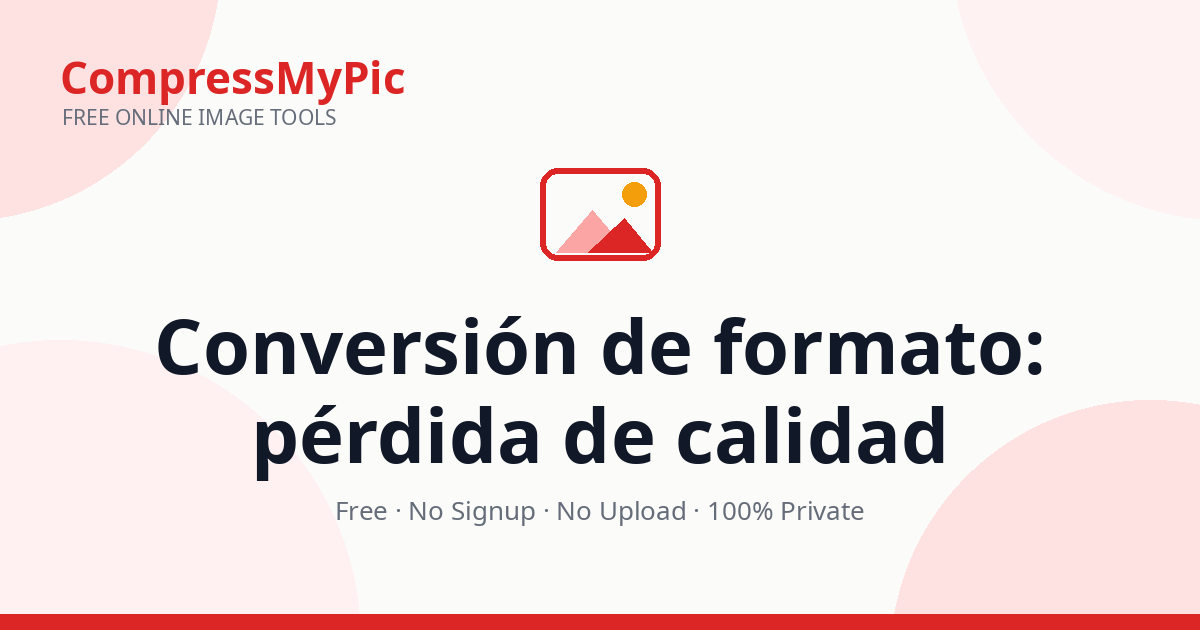 CompressMyPic
FREE ONLINE IMAGE TOOLS
Conversión de formato:
pérdida de calidad
Free · No Signup · No Upload · 100% Private